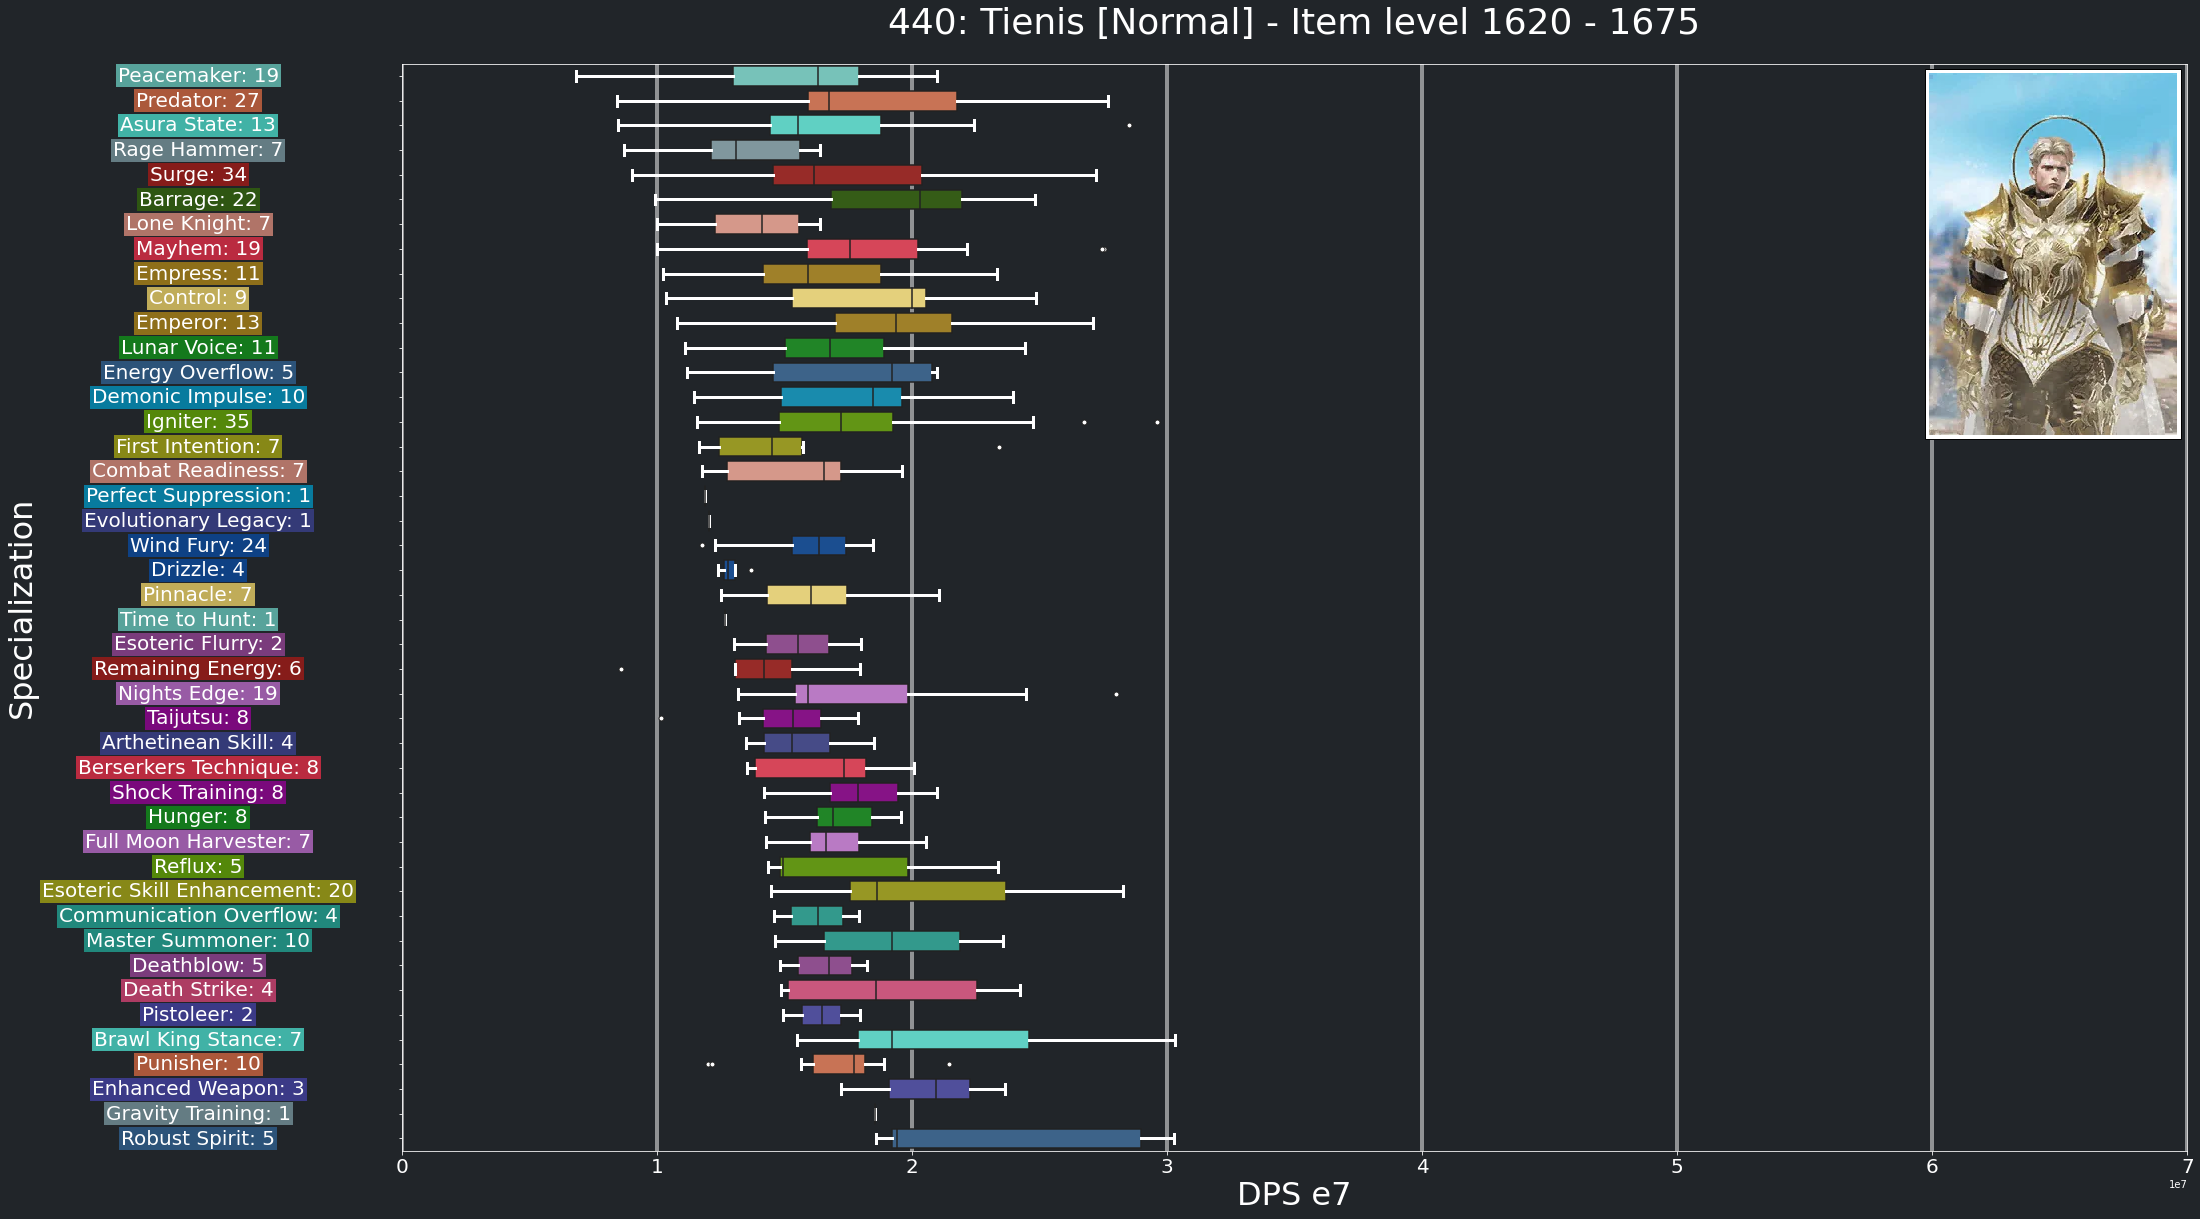 440: Tienis [Normal] - Item level 1620 - 1675
Specialization
Peacemaker: 19
Predator: 27
Asura State: 13
Rage Hammer: 7
Surge: 34
Barrage: 22
Lone Knight: 7
Mayhem: 19
Empress: 11
Control: 9
Emperor: 13
Lunar Voice: 11
Energy Overflow: 5
Demonic Impulse: 10
Igniter: 35
First Intention: 7
Combat Readiness: 7
Perfect Suppression: 1
Evolutionary Legacy: 1
Wind Fury: 24
Drizzle: 4
Pinnacle: 7
Time to Hunt: 1
Esoteric Flurry: 2
Remaining Energy: 6
Nights Edge: 19
Taijutsu: 8
Arthetinean Skill: 4
Berserkers Technique: 8
Shock Training: 8
Hunger: 8
Full Moon Harvester: 7
Reflux: 5
Esoteric Skill Enhancement: 20
Communication Overflow: 4
Master Summoner: 10
Deathblow: 5
Death Strike: 4
Pistoleer: 2
Brawl King Stance: 7
Punisher: 10
Enhanced Weapon: 3
Gravity Training: 1
Robust Spirit: 5
0 1 2 3 4 5 6 7
1e7
DPS e7